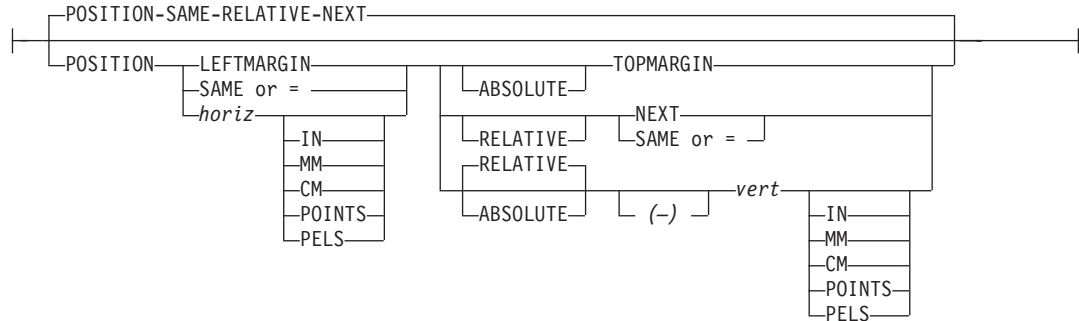 POSITION-SAME-RELATIVE-NEXT
POSITION LEFTMARGIN TOPMARGIN
SAME or = ABSOLUTE
horiz NEXT
IN RELATIVE SAME or =
MM RELATIVE
CM vert
POINTS ABSOLUTE (–) IN
PELS MM
CM
POINTS
PELS